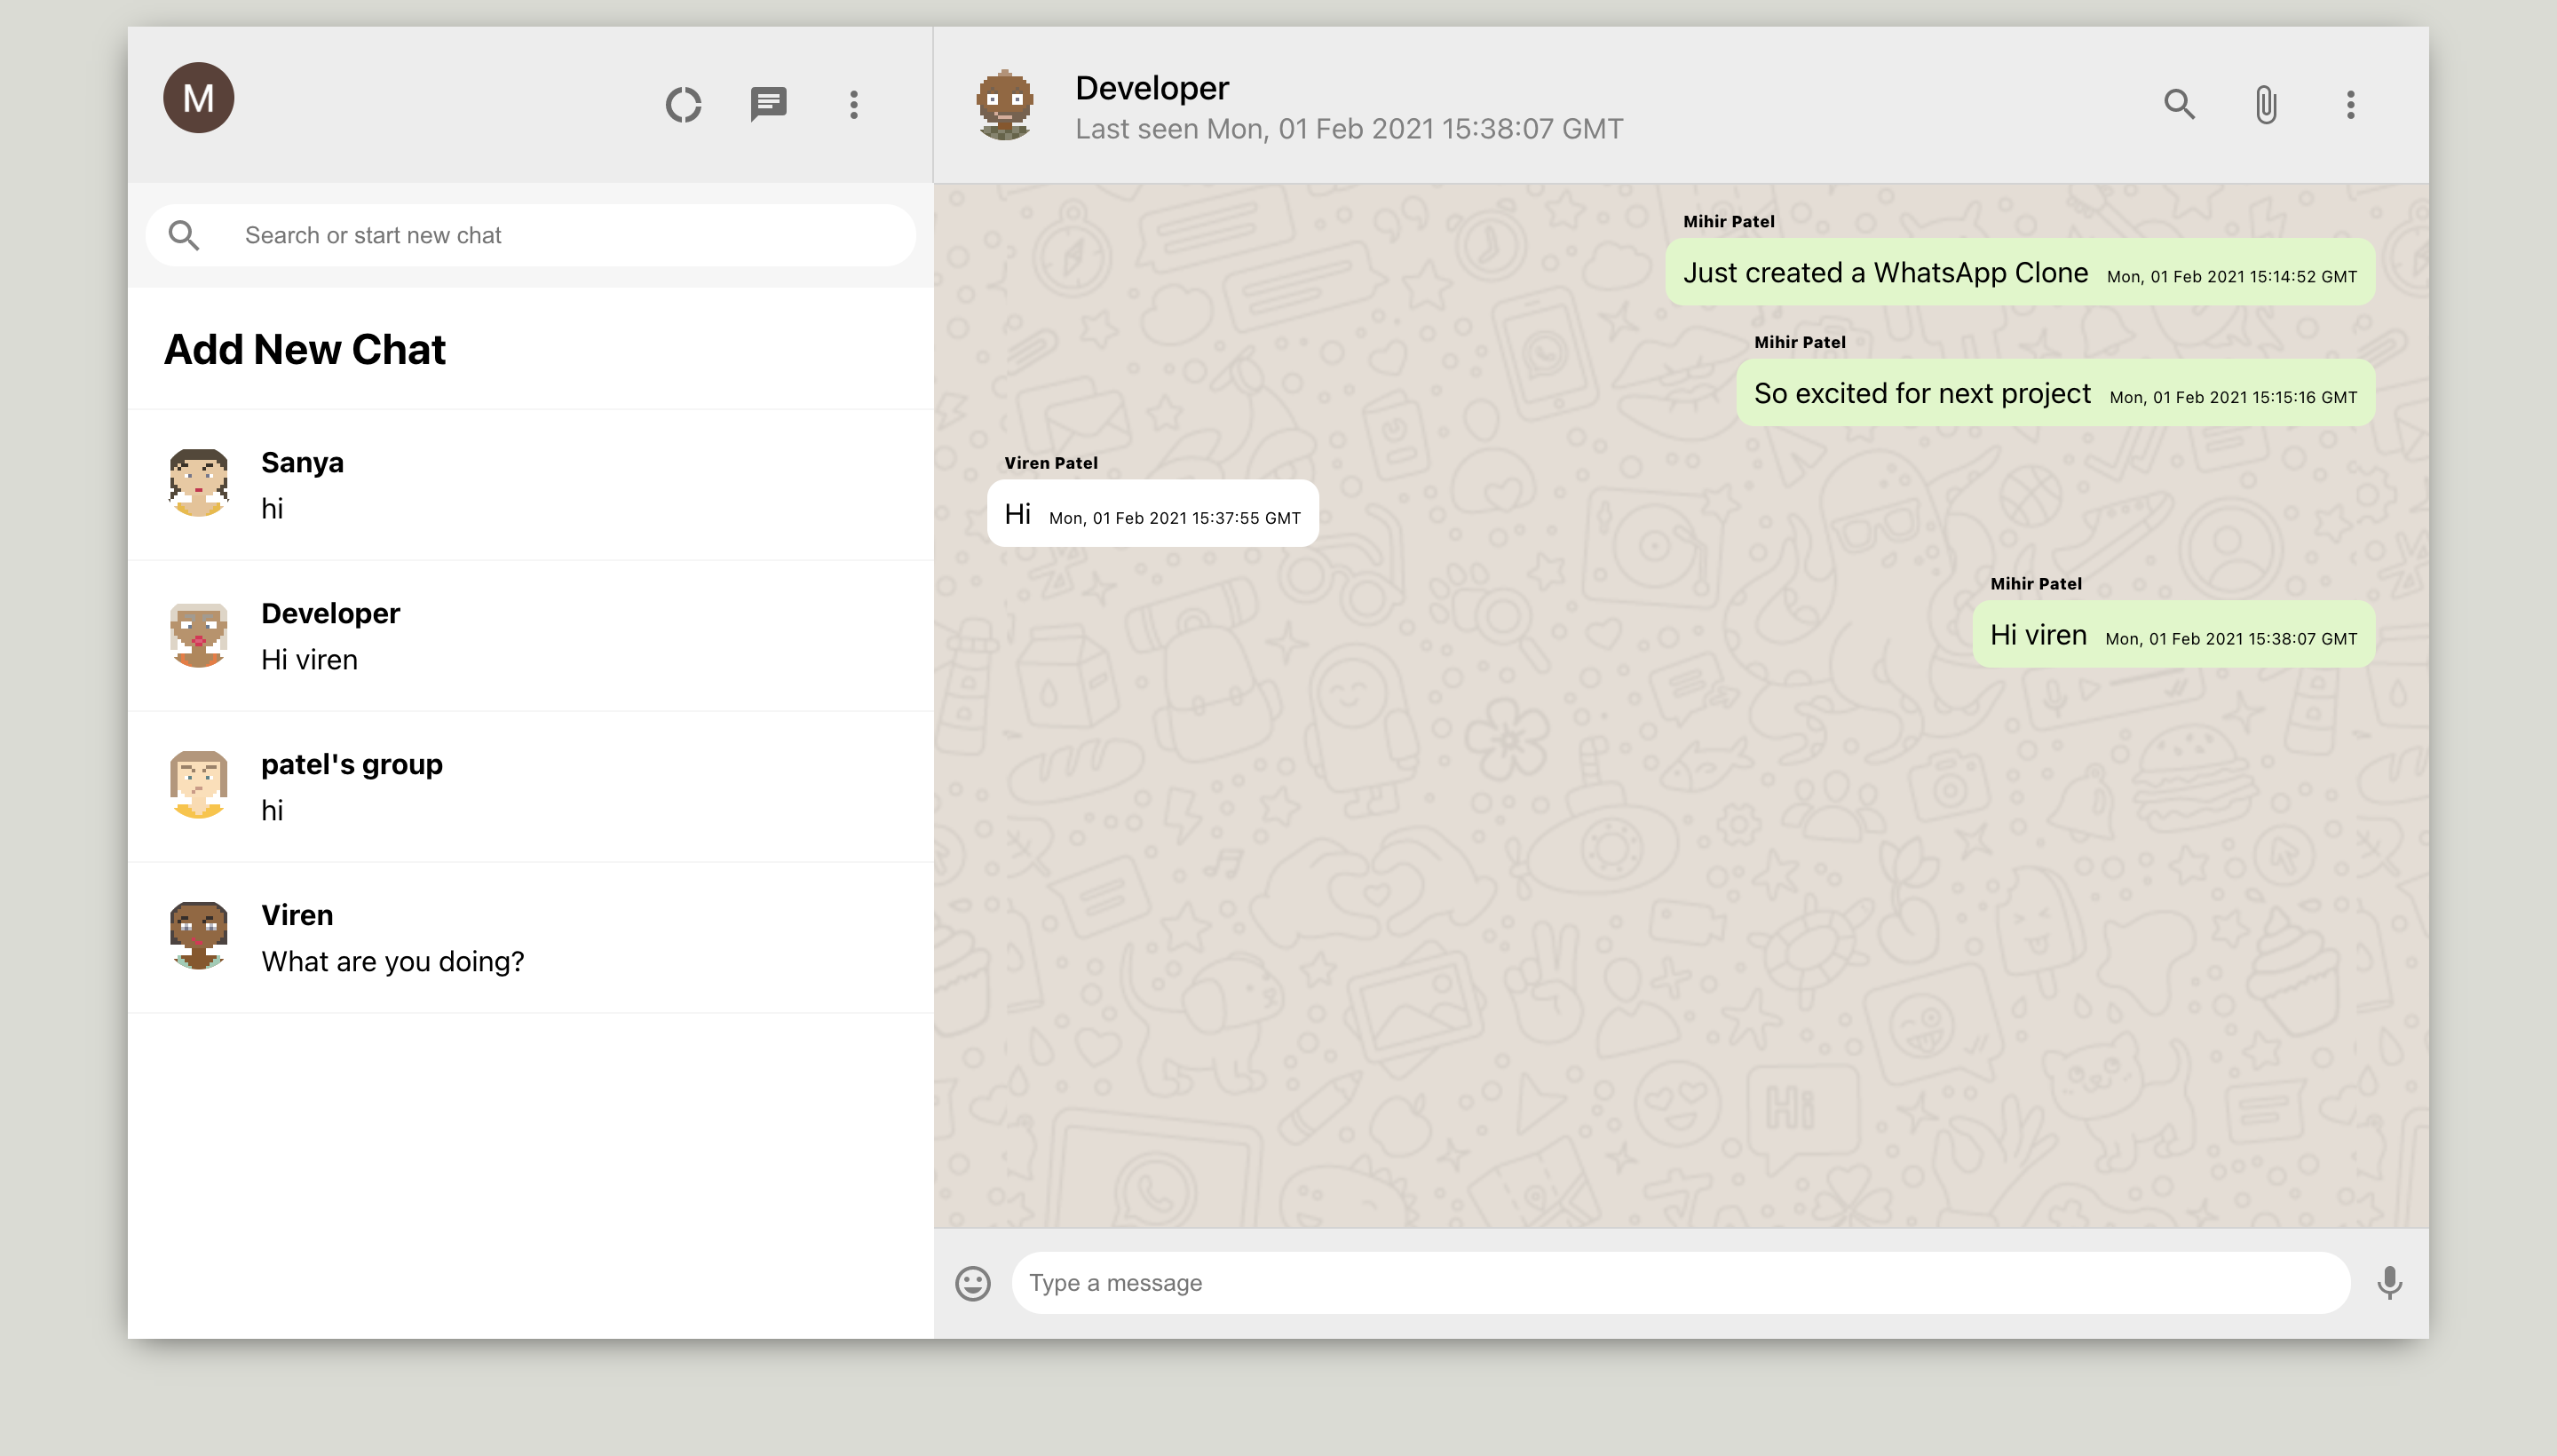 M
Developer
Last seen Mon, 01 Feb 2021 15:38:07 GMT
Search or start new chat
Add New Chat
Sanya
hi
Developer
Hi viren
patel's group
hi
Viren
What are you doing?
Mihir Patel
Just created a WhatsApp Clone Mon, 01 Feb 2021 15:14:52 GMT
Mihir Patel
So excited for next project Mon, 01 Feb 2021 15:15:16 GMT
Viren Patel
Hi Mon, 01 Feb 2021 15:37:55 GMT
Mihir Patel
Hi viren Mon, 01 Feb 2021 15:38:07 GMT
Hi
Type a message